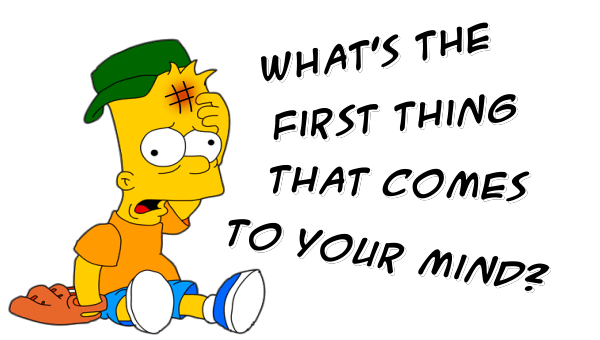 WHAT'S THE
FIRST THING
THAT COMES
TO YOUR MIND?